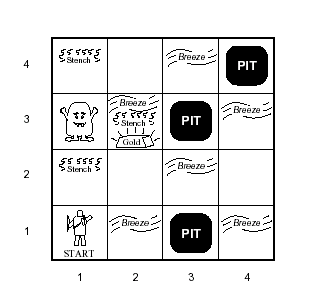 4 Stench Breeze PIT
3 Breeze Stench Gold PIT Breeze
2 Stench Breeze
1 START Breeze PIT Breeze
1 2 3 4